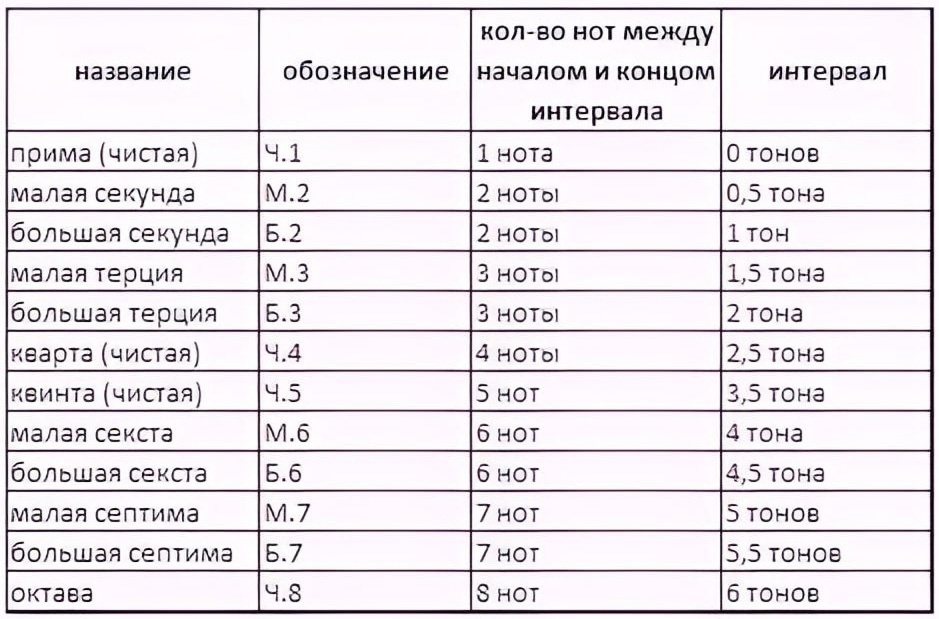 название обозначение кол-во нот между началом и концом интервала интервал
прима (чистая) Ч.1 1 нота 0 тонов
малая секунда М.2 2 ноты 0,5 тона
большая секунда Б.2 2 ноты 1 тон
малая терция М.3 3 ноты 1,5 тона
большая терция Б.3 3 ноты 2 тона
кварта (чистая) Ч.4 4 ноты 2,5 тона
квинта (чистая) Ч.5 5 нот 3,5 тона
малая секста М.6 6 нот 4 тона
большая секста Б.6 6 нот 4,5 тона
малая септима М.7 7 нот 5 тонов
большая септима Б.7 7 нот 5,5 тонов
октава Ч.8 8 нот 6 тонов